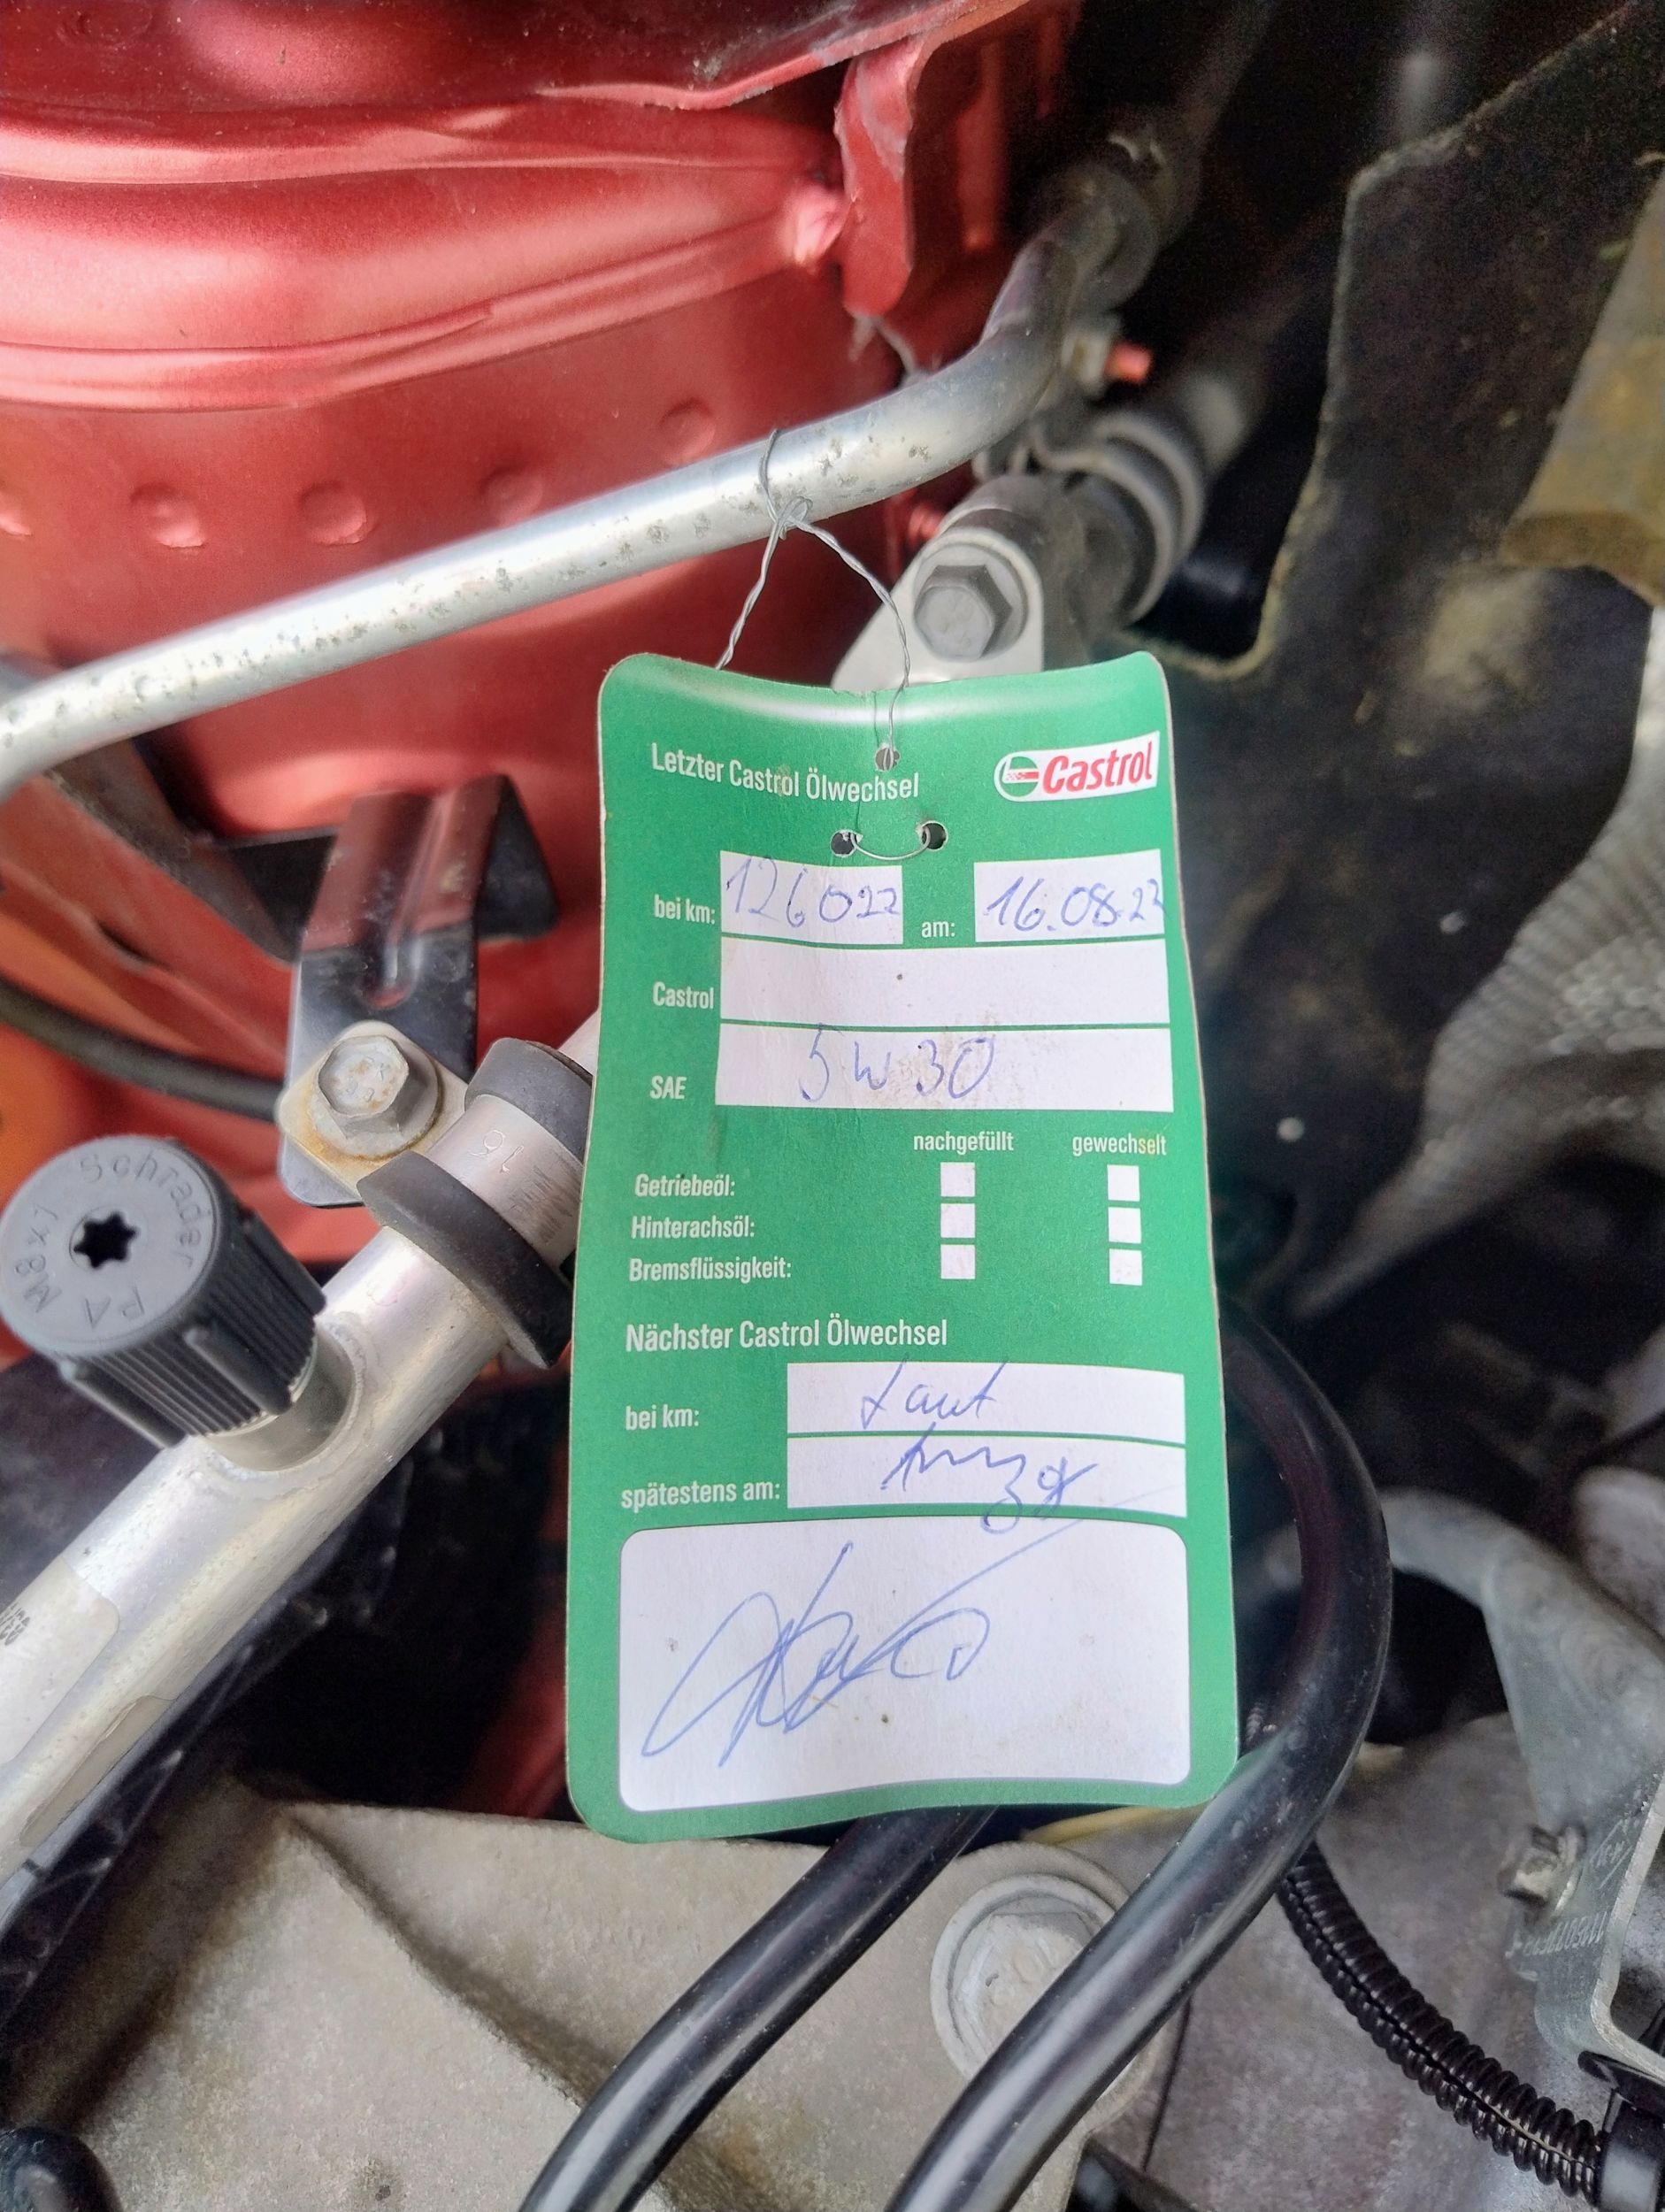 Letzter Castrol Ölwechsel
Castrol
bei km: 126022 am: 16.08.22
Castrol
SAE 5W30
nachgefüllt gewechselt
Getriebeöl:
Hinterachsöl:
Bremsflüssigkeit:
Nächster Castrol Ölwechsel
bei km: Laut
spätestens am:
Schrader
M8x1
P4